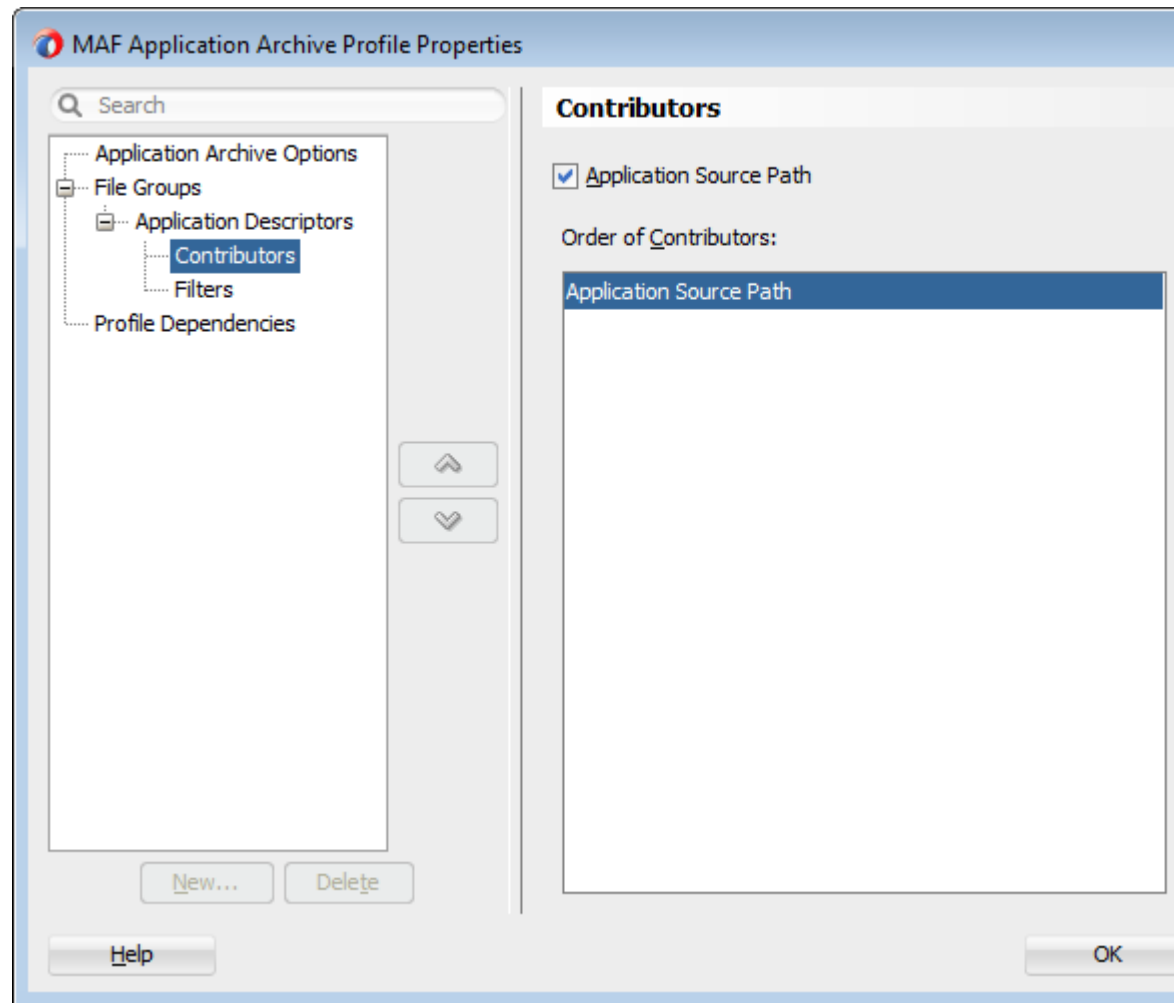 MAF Application Archive Profile Properties
Search
Application Archive Options
File Groups
Application Descriptors
Contributors
Filters
Profile Dependencies
New...
Delete
Contributors
Application Source Path
Order of Contributors:
Application Source Path
Help
OK